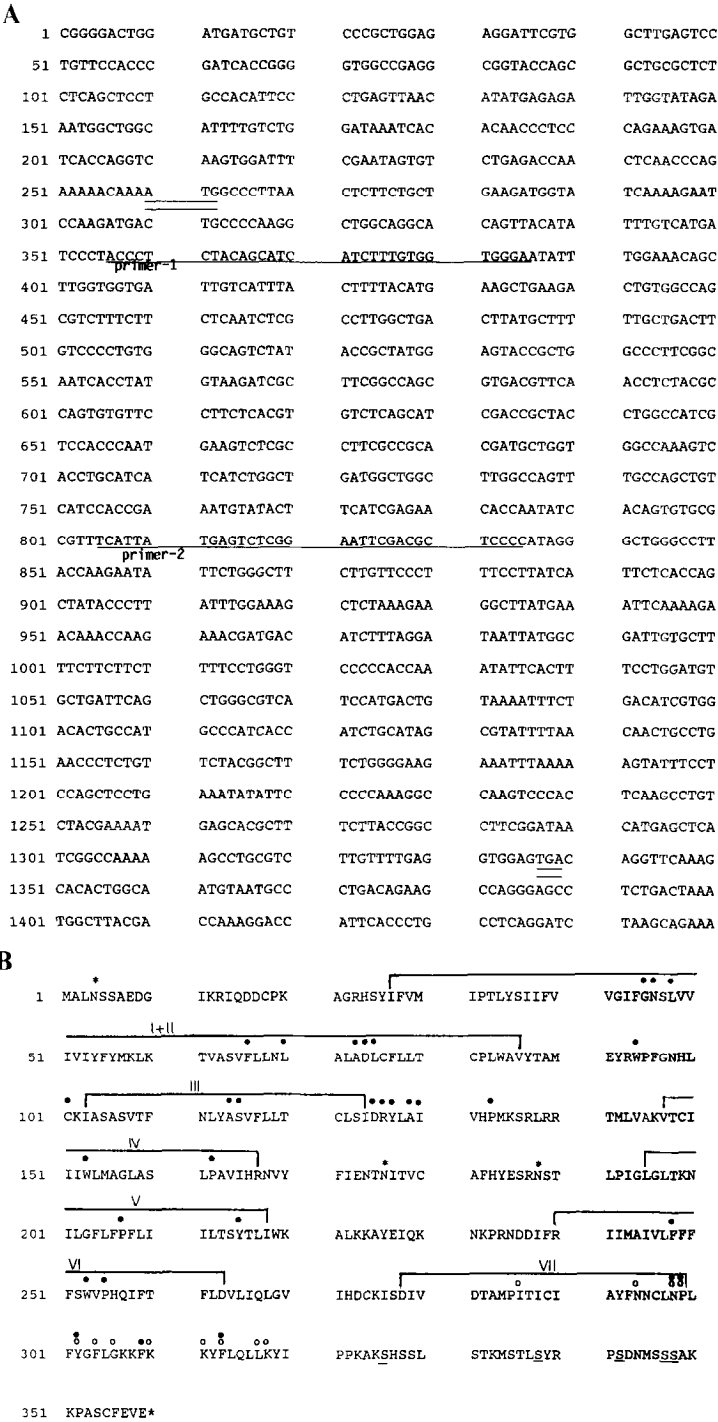 A
1 CGGGGACTGG ATGATGCTGT CCCGCTGGAG AGGATTCGTG GCTTGAGTCC
51 TGTTCCACCC GATCACCGGG GTGGCCGAGG CGGTACCAGC GCTGCGCTCT
101 CTCAGCTCCT GCCACATTCC CTGAGTTAAC ATATGAGAGA TTGGTATAGA
151 AATGGCTGGC ATTTTGTCTG GATAAATCAC ACAACCCTCC CAGAAAGTGA
201 TCACCAGGTC AAGTGGATTT CGAATAGTGT CTGAGACCAA CTCAACCCAG
251 AAAAACAAAA TGGCCCTTAA CTCTTCTGCT GAAGATGGTA TCAAAAGAAT
301 CCAAGATGAC TGCCCCAAGG CTGGCAGGCA CAGTTACATA TTTGTCATGA
351 TCCCTACCCT CTACAGCATC ATCTTTGTGG TGGGAATATT TGGAAACAGC
primer-1
401 TTGGTGGTGA TTGTCATTTA CTTTTACATG AAGCTGAAGA CTGTGGCCAG
451 CGTCTTTCTT CTCAATCTCG CCTTGGCTGA CTTATGCTTT TTGCTGACTT
501 GTCCCCTGTG GGCAGTCTAT ACCGCTATGG AGTACCGCTG GCCCTTCGGC
551 AATCACCTAT GTAAGATCGC TTCGGCCAGC GTGACGTTCA ACCTCTACGC
601 CAGTGTGTTC CTTCTCACGT GTCTCAGCAT CGACCGCTAC CTGGCCATCG
651 TCCACCCAAT GAAGTCTCGC CTTCGCCGCA CGATGCTGGT GGCCAAAGTC
701 ACCTGCATCA TCATCTGGCT GATGGCTGGC TTGGCCAGTT TGCCAGCTGT
751 CATCCACCGA AATGTATACT TCATCGAGAA CACCAATATC ACAGTGTGCG
801 CGTTTCATTA TGAGTCTCGG AATTCGACGC TCCCCATAGG GCTGGGCCTT
primer-2
851 ACCAAGAATA TTCTGGGCTT CTTGTTCCCT TTCCTTATCA TTCTCACCAG
901 CTATACCCTT ATTTGGAAAG CTCTAAAGAA GGCTTATGAA ATTCAAAAGA
951 ACAAACCAAG AAACGATGAC ATCTTTAGGA TAATTATGGC GATTGTGCTT
1001 TTCTTCTTCT TTTCCTGGGT CCCCCACCAA ATATTCACTT TCCTGGATGT
1051 GCTGATTCAG CTGGGCGTCA TCCATGACTG TAAAATTTCT GACATCGTGG
1101 ACACTGCCAT GCCCATCACC ATCTGCATAG CGTATTTTAA CAACTGCCTG
1151 AACCCTCTGT TCTACGGCTT TCTGGGGAAG AAATTTAAAA AGTATTTCCT
1201 CCAGCTCCTG AAATATATTC CCCCAAAGGC CAAGTCCCAC TCAAGCCTGT
1251 CTACGAAAAT GAGCACGCTT TCTTACCGGC CTTCGGATAA CATGAGCTCA
1301 TCGGCCAAAA AGCCTGCGTC TTGTTTTGAG GTGGAGTGAC AGGTTCAAAG
1351 CACACTGGCA ATGTAATGCC CTGACAGAAG CCAGGGAGCC TCTGACTAAA
1401 TGGCTTACGA CCAAAGGACC ATTCACCCTG CCTCAGGATC TAAGCAGAAA
B
1 MALNSSAEDG IKRIQDDCPK AGRHSYIFVM IPTLYSIIFV VGIFGNSLVV
I+II
51 IVIYFYMKLK TVASVFLLNL ALADLCFLLT CPLWAVYTAM EYRWPFGNHL
III
101 CKIASASVTF NLYASVFLLT CLSIDRYLAI VHPMKSRLRR TMLVAKVTCI
IV
151 IIWLMAGLAS LPAVIHRNVY FIENTNITVC AFHYESRNST LPIGLGLTKN
V
201 ILGFLFPFLI ILTSYTLIWK ALKKAYEIQK NKPRNDDIFR IIMAIVLFFF
VI VII
251 FSWVPHQIFT FLDVLIQLGV IHDCKISDIV DTAMPITICI AYFNNCLNPL
301 FYGFLGKKFK KYFLQLLKYI PPKAKSHSSL STKMSTLSYR PSDNMSSSAK
351 KPASCFEVE*